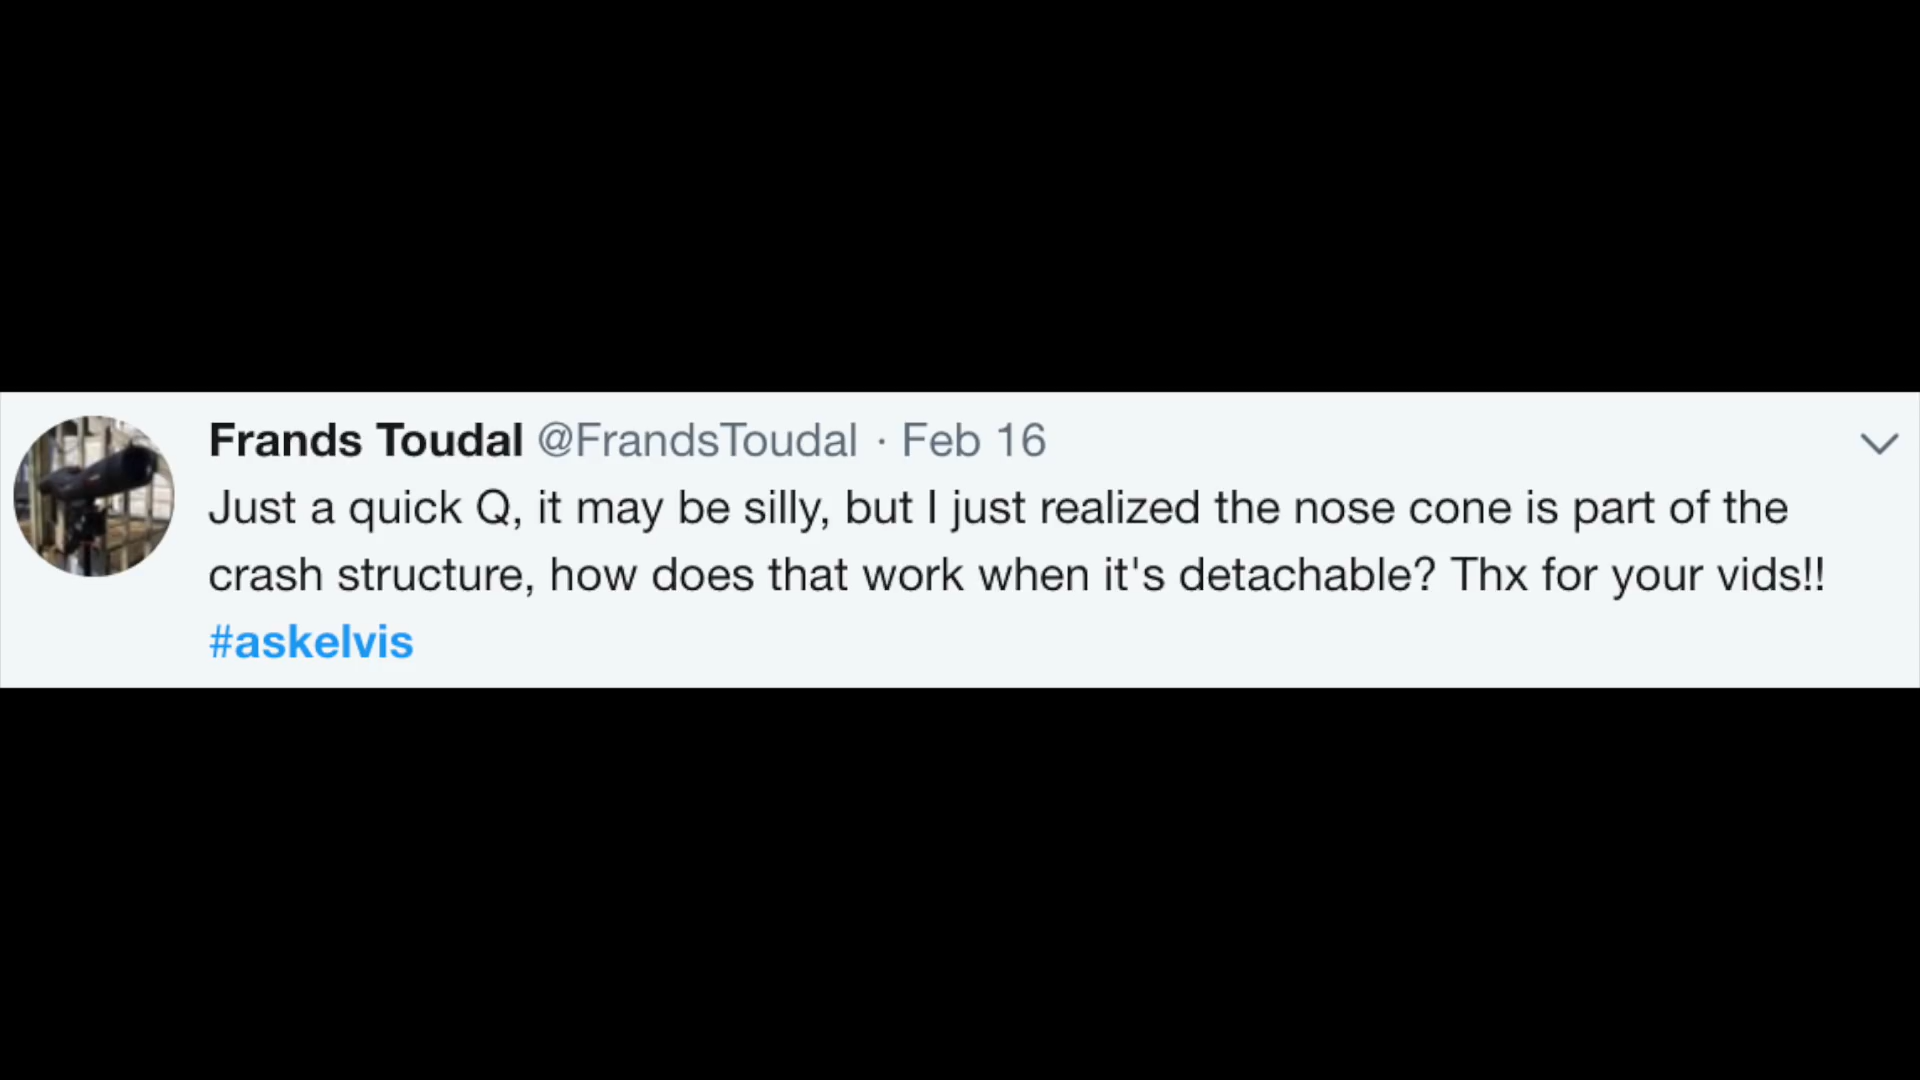 Frands Toudal @FrandsToudal · Feb 16
Just a quick Q, it may be silly, but I just realized the nose cone is part of the
crash structure, how does that work when it's detachable? Thx for your vids!!
#askelvis